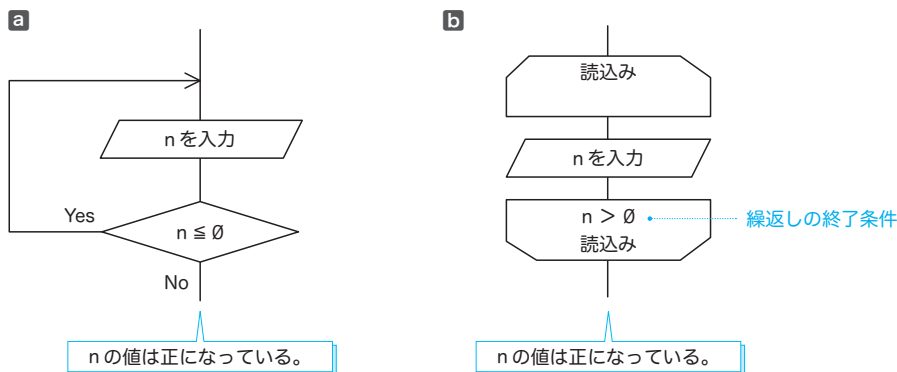 a
nを入力
Yes
n ≦ 0
No
nの値は正になっている。
b
読込み
nを入力
n > 0
読込み
繰返しの終了条件
nの値は正になっている。